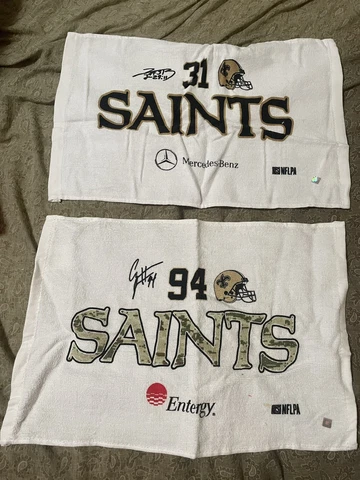 31
SAINTS
Mercedes-Benz
NFLPA
94
SAINTS
Entergy
NFLPA